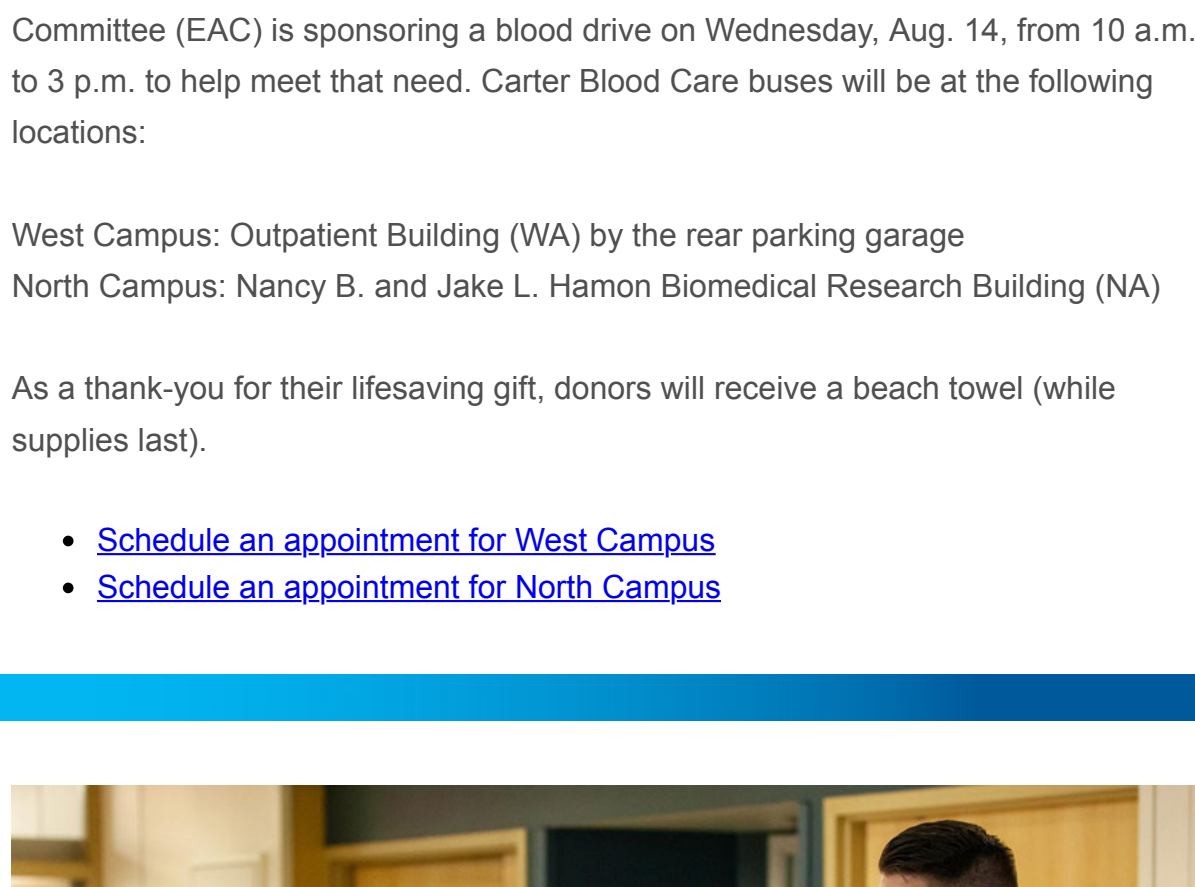 Committee (EAC) is sponsoring a blood drive on Wednesday, Aug. 14, from 10 a.m.
to 3 p.m. to help meet that need. Carter Blood Care buses will be at the following
locations:
West Campus: Outpatient Building (WA) by the rear parking garage
North Campus: Nancy B. and Jake L. Hamon Biomedical Research Building (NA)
As a thank-you for their lifesaving gift, donors will receive a beach towel (while
supplies last).
• Schedule an appointment for West Campus
• Schedule an appointment for North Campus